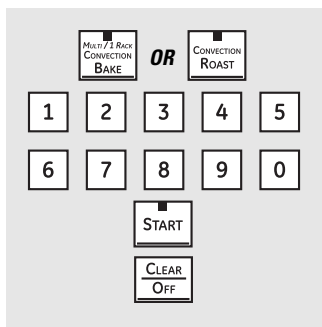 MULTI / 1 RACK
CONVECTION
BAKE
OR
CONVECTION
ROAST
1 2 3 4 5
6 7 8 9 0
START
CLEAR
OFF